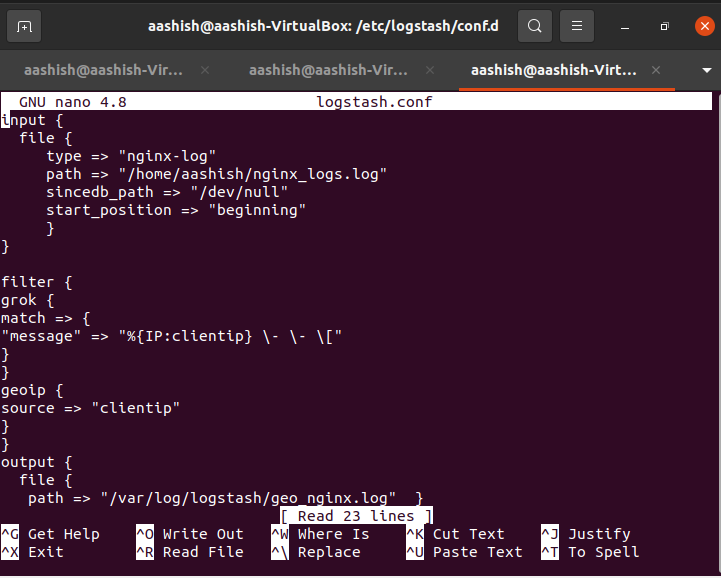 aashish@aashish-VirtualBox: /etc/logstash/conf.d
aashish@aashish-Vir... × aashish@aashish-Vir... × aashish@aashish-Virt... ×
GNU nano 4.8 logstash.conf
input {
  file {
     type => "nginx-log"
     path => "/home/aashish/nginx_logs.log"
     sincedb_path => "/dev/null"
     start_position => "beginning"
     }
}

filter {
grok {
match => {
"message" => "%{IP:clientip} \- \- \["
}
}
geoip {
source => "clientip"
}
}
output {
  file {
   path => "/var/log/logstash/geo_nginx.log"  }
[ Read 23 lines ]
^G Get Help ^O Write Out ^W Where Is ^K Cut Text ^J Justify
^X Exit ^R Read File ^\ Replace ^U Paste Text ^T To Spell